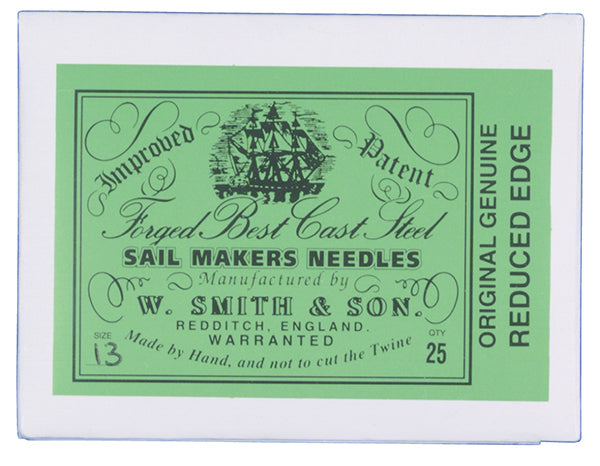 Improved Patent
Forged Best Cast Steel
SAIL MAKERS NEEDLES
Manufactured by
W. SMITH & SON.
REDDITCH, ENGLAND.
WARRANTED
Made by Hand, and not to cut the Twine
SIZE
13
QTY
25
ORIGINAL GENUINE
REDUCED EDGE